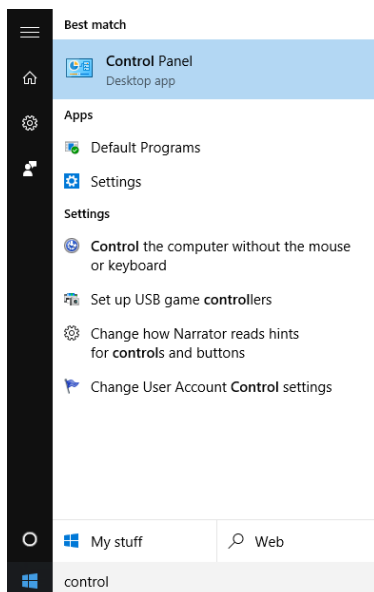 Best match
Control Panel
Desktop app
Apps
Default Programs
Settings
Settings
Control the computer without the mouse
or keyboard
Set up USB game controllers
Change how Narrator reads hints
for controls and buttons
Change User Account Control settings
My stuff
Web
control